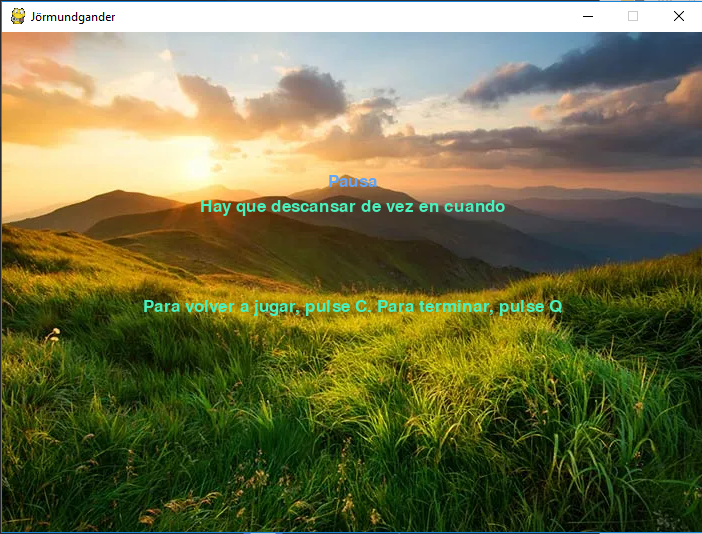 Jörmundgander
Pausa
Hay que descansar de vez en cuando
Para volver a jugar, pulse C. Para terminar, pulse Q